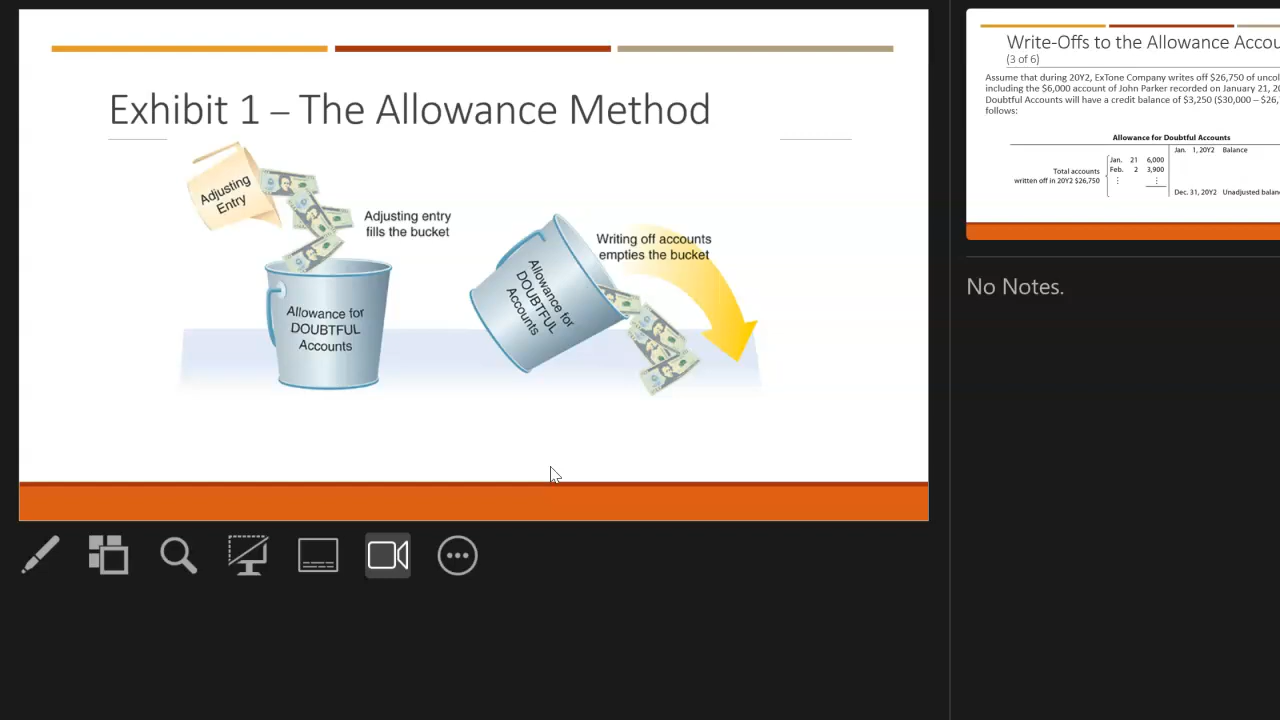 Exhibit 1 – The Allowance Method
Adjusting
Entry
Adjusting entry
fills the bucket
Allowance for
DOUBTFUL
Accounts
Allowance for
DOUBTFUL
Accounts
Writing off accounts
empties the bucket
Write-Offs to the Allowance
(3 of 6)
Assume that during 20Y2, ExTone Company writes off $26,750 of
including the $6,000 account of John Parker recorded on January 21,
Doubtful Accounts will have a credit balance of $3,250 ($30,000 –
follows:
Allowance for Doubtful Accounts
Jan. 1, 20Y2 Balance
Jan. 21 6,000
Total accounts Feb. 2 3,900
written off in 20Y2 $26,750 ⋮ ⋮
Dec. 31, 20Y2 Unadjusted
No Notes.